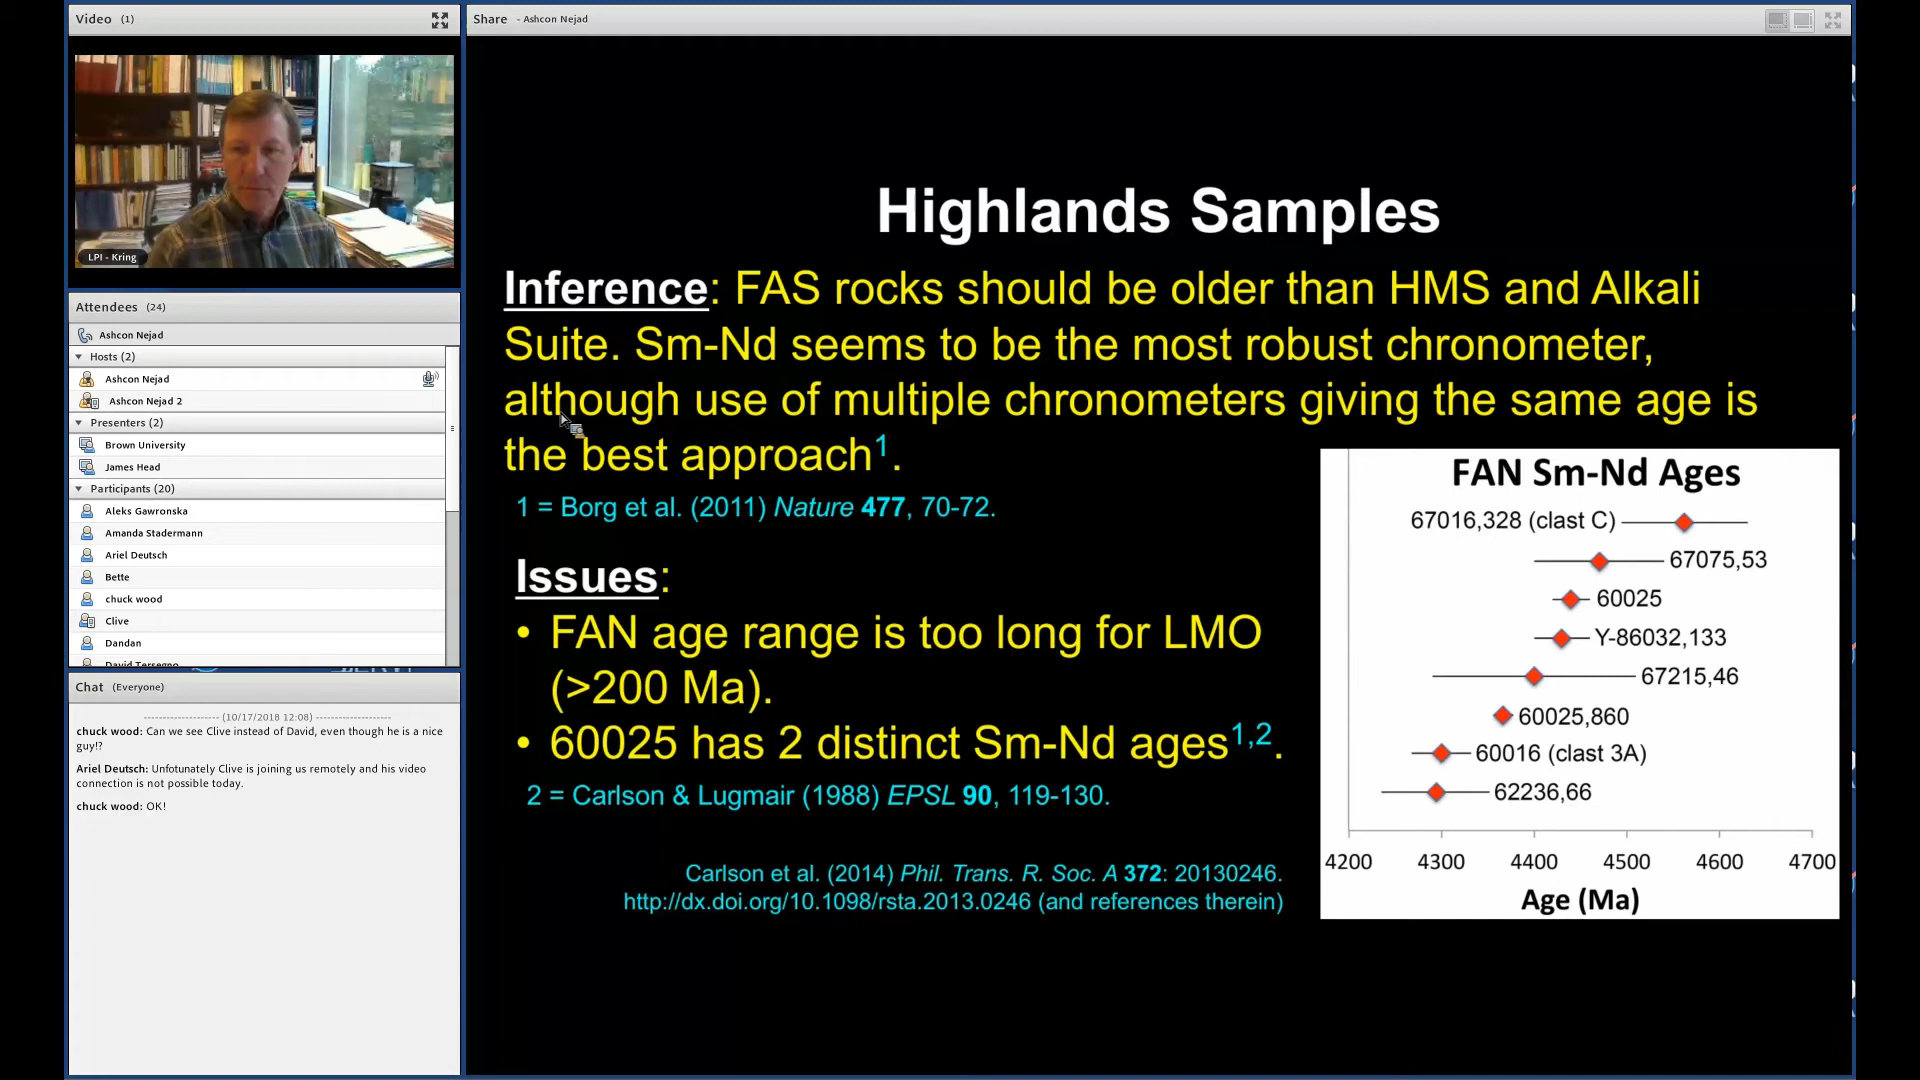 Video (1)
LPI - Kring
Attendees (24)
Ashcon Nejad
Hosts (2)
Ashcon Nejad
Ashcon Nejad 2
Presenters (2)
Brown University
James Head
Participants (20)
Aleks Gawronska
Amanda Stadermann
Ariel Deutsch
Bette
chuck wood
Clive
Dandan
Chat (Everyone)
-------------------- (10/17/2018 12:08) --------------------
chuck wood: Can we see Clive instead of David, even though he is a nice
guy!?
Ariel Deutsch: Unfotunately Clive is joining us remotely and his video
connection is not possible today.
chuck wood: OK!
Share - Ashcon Nejad
Highlands Samples
Inference: FAS rocks should be older than HMS and Alkali
Suite. Sm-Nd seems to be the most robust chronometer,
although use of multiple chronometers giving the same age is
the best approach1.
1 = Borg et al. (2011) Nature 477, 70-72.
Issues:
• FAN age range is too long for LMO
(>200 Ma).
• 60025 has 2 distinct Sm-Nd ages1,2.
2 = Carlson & Lugmair (1988) EPSL 90, 119-130.
Carlson et al. (2014) Phil. Trans. R. Soc. A 372: 20130246.
http://dx.doi.org/10.1098/rsta.2013.0246 (and references therein)
FAN Sm-Nd Ages
67016,328 (clast C)
67075,53
60025
Y-86032,133
67215,46
60025,860
60016 (clast 3A)
62236,66
4200 4300 4400 4500 4600 4700
Age (Ma)